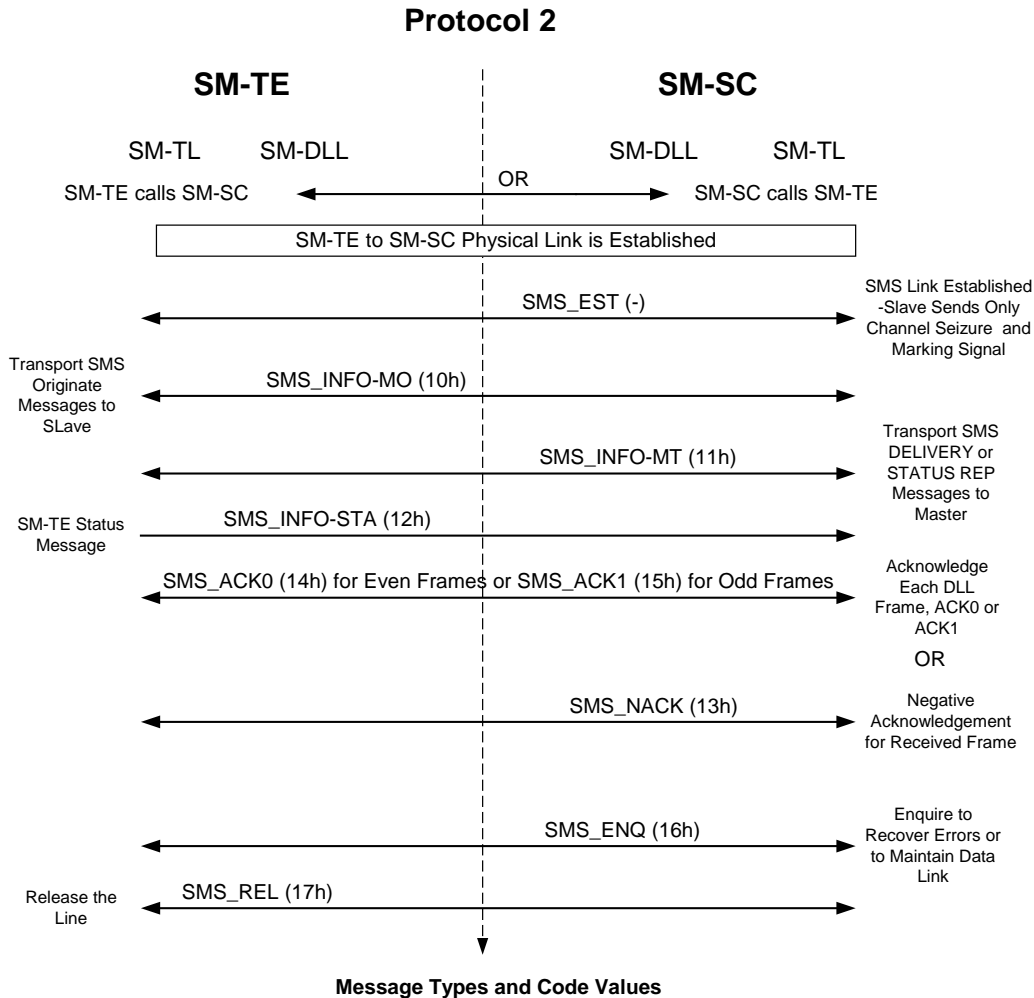 Protocol 2
SM-TE
SM-SC
SM-TL
SM-DLL
SM-DLL
SM-TL
SM-TE calls SM-SC
OR
SM-SC calls SM-TE
SM-TE to SM-SC Physical Link is Established
SMS_EST (-)
SMS Link Established
-Slave Sends Only
Channel Seizure and
Marking Signal
Transport SMS
Originate
Messages to
SLave
SMS_INFO-MO (10h)
SMS_INFO-MT (11h)
Transport SMS
DELIVERY or
STATUS REP
Messages to
Master
SM-TE Status
Message
SMS_INFO-STA (12h)
SMS_ACK0 (14h) for Even Frames or SMS_ACK1 (15h) for Odd Frames
Acknowledge
Each DLL
Frame, ACK0 or
ACK1
OR
SMS_NACK (13h)
Negative
Acknowledgement
for Received Frame
SMS_ENQ (16h)
Enquire to
Recover Errors or
to Maintain Data
Link
Release the
Line
SMS_REL (17h)
Message Types and Code Values